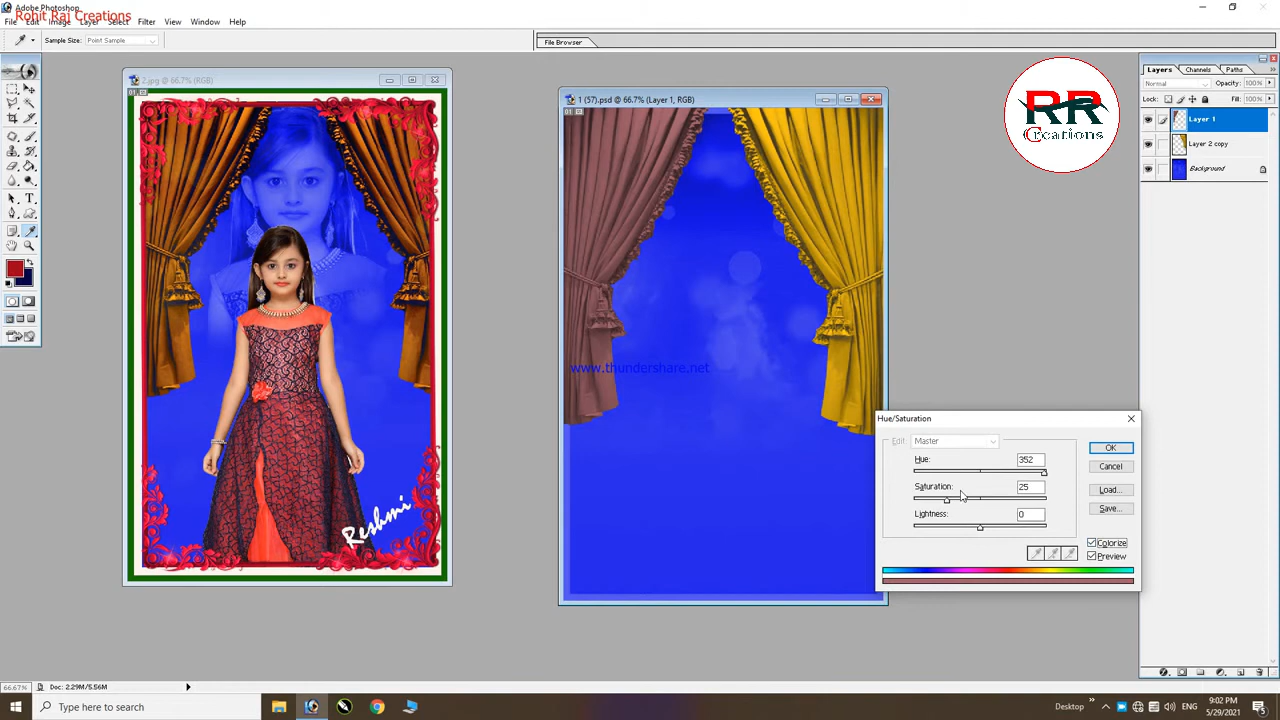 Adobe Photoshop
Rohit Raj Creations
File Edit Image Layer Select Filter View Window Help
Sample Size: Point Sample
File Browser
2.jpg @ 66.7% (RGB)
01
Reshmi
1 (57).psd @ 66.7% (Layer 1, RGB)
01
www.thundershare.net
RR
Creations
Layers Channels Paths
Normal Opacity: 100%
Lock: Fill: 100%
Layer 1
Layer 2 copy
Background
Hue/Saturation
Edit: Master
Hue: 352
Saturation: 25
Lightness: 0
OK
Cancel
Load...
Save...
Colorize
Preview
66.67% Doc: 2.29M/5.56M
Type here to search
Desktop
ENG
9:02 PM
5/29/2021
5